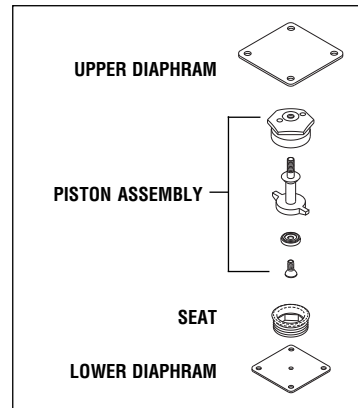 UPPER DIAPHRAM
PISTON ASSEMBLY
SEAT
LOWER DIAPHRAM